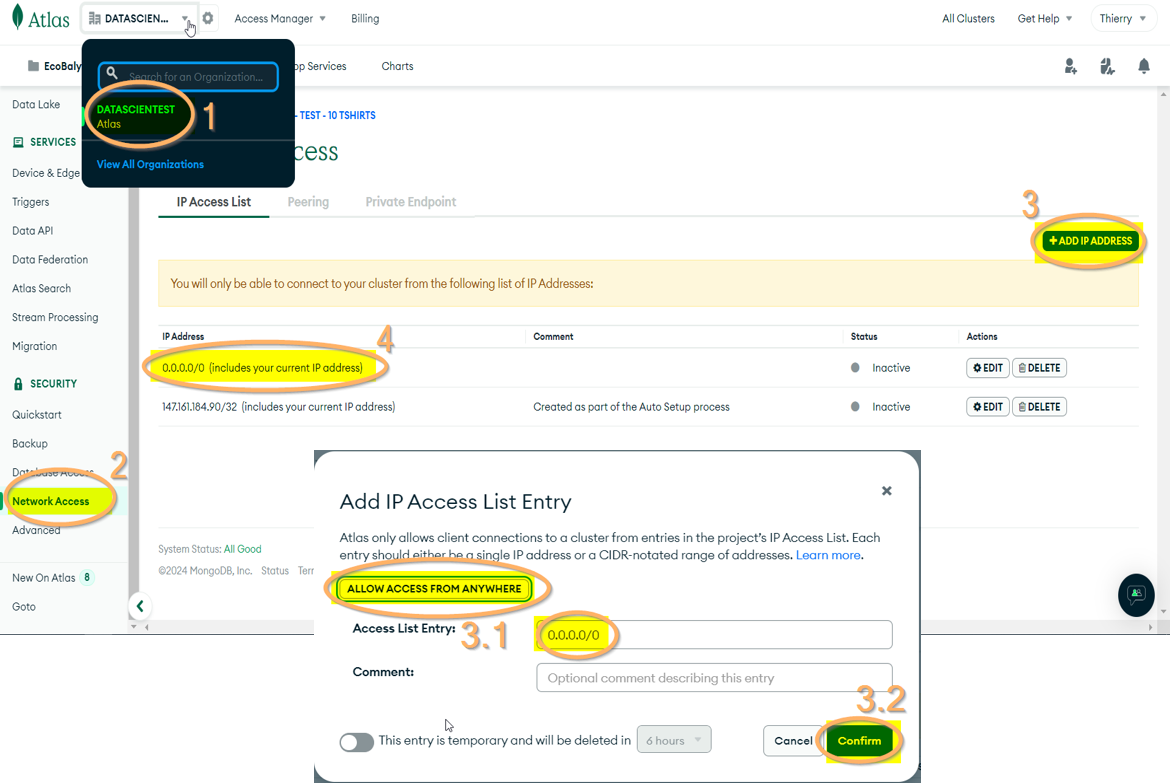 Atlas
DATASCIEN...
Access Manager
Billing
All Clusters
Get Help
Thierry
EcoBaly
pp Services
Charts
Search for an Organization...
DATASCIENTEST
Atlas
1
View All Organizations
- TEST - 10 TSHIRTS
cess
Data Lake
SERVICES
Device & Edge
Triggers
Data API
Data Federation
Atlas Search
Stream Processing
Migration
SECURITY
Quickstart
Backup
Database Access
2
Network Access
Advanced
New On Atlas 8
Goto
IP Access List
Peering
Private Endpoint
3
+ ADD IP ADDRESS
You will only be able to connect to your cluster from the following list of IP Addresses:
IP Address
Comment
Status
Actions
4
0.0.0.0/0 (includes your current IP address)
Inactive
EDIT
DELETE
147.161.184.90/32 (includes your current IP address)
Created as part of the Auto Setup process
Inactive
EDIT
DELETE
System Status: All Good
©2024 MongoDB, Inc. Status Terr
Add IP Access List Entry
Atlas only allows client connections to a cluster from entries in the project's IP Access List. Each
entry should either be a single IP address or a CIDR-notated range of addresses. Learn more.
ALLOW ACCESS FROM ANYWHERE
3.1
Access List Entry:
0.0.0.0/0
Comment:
Optional comment describing this entry
3.2
This entry is temporary and will be deleted in
6 hours
Cancel
Confirm